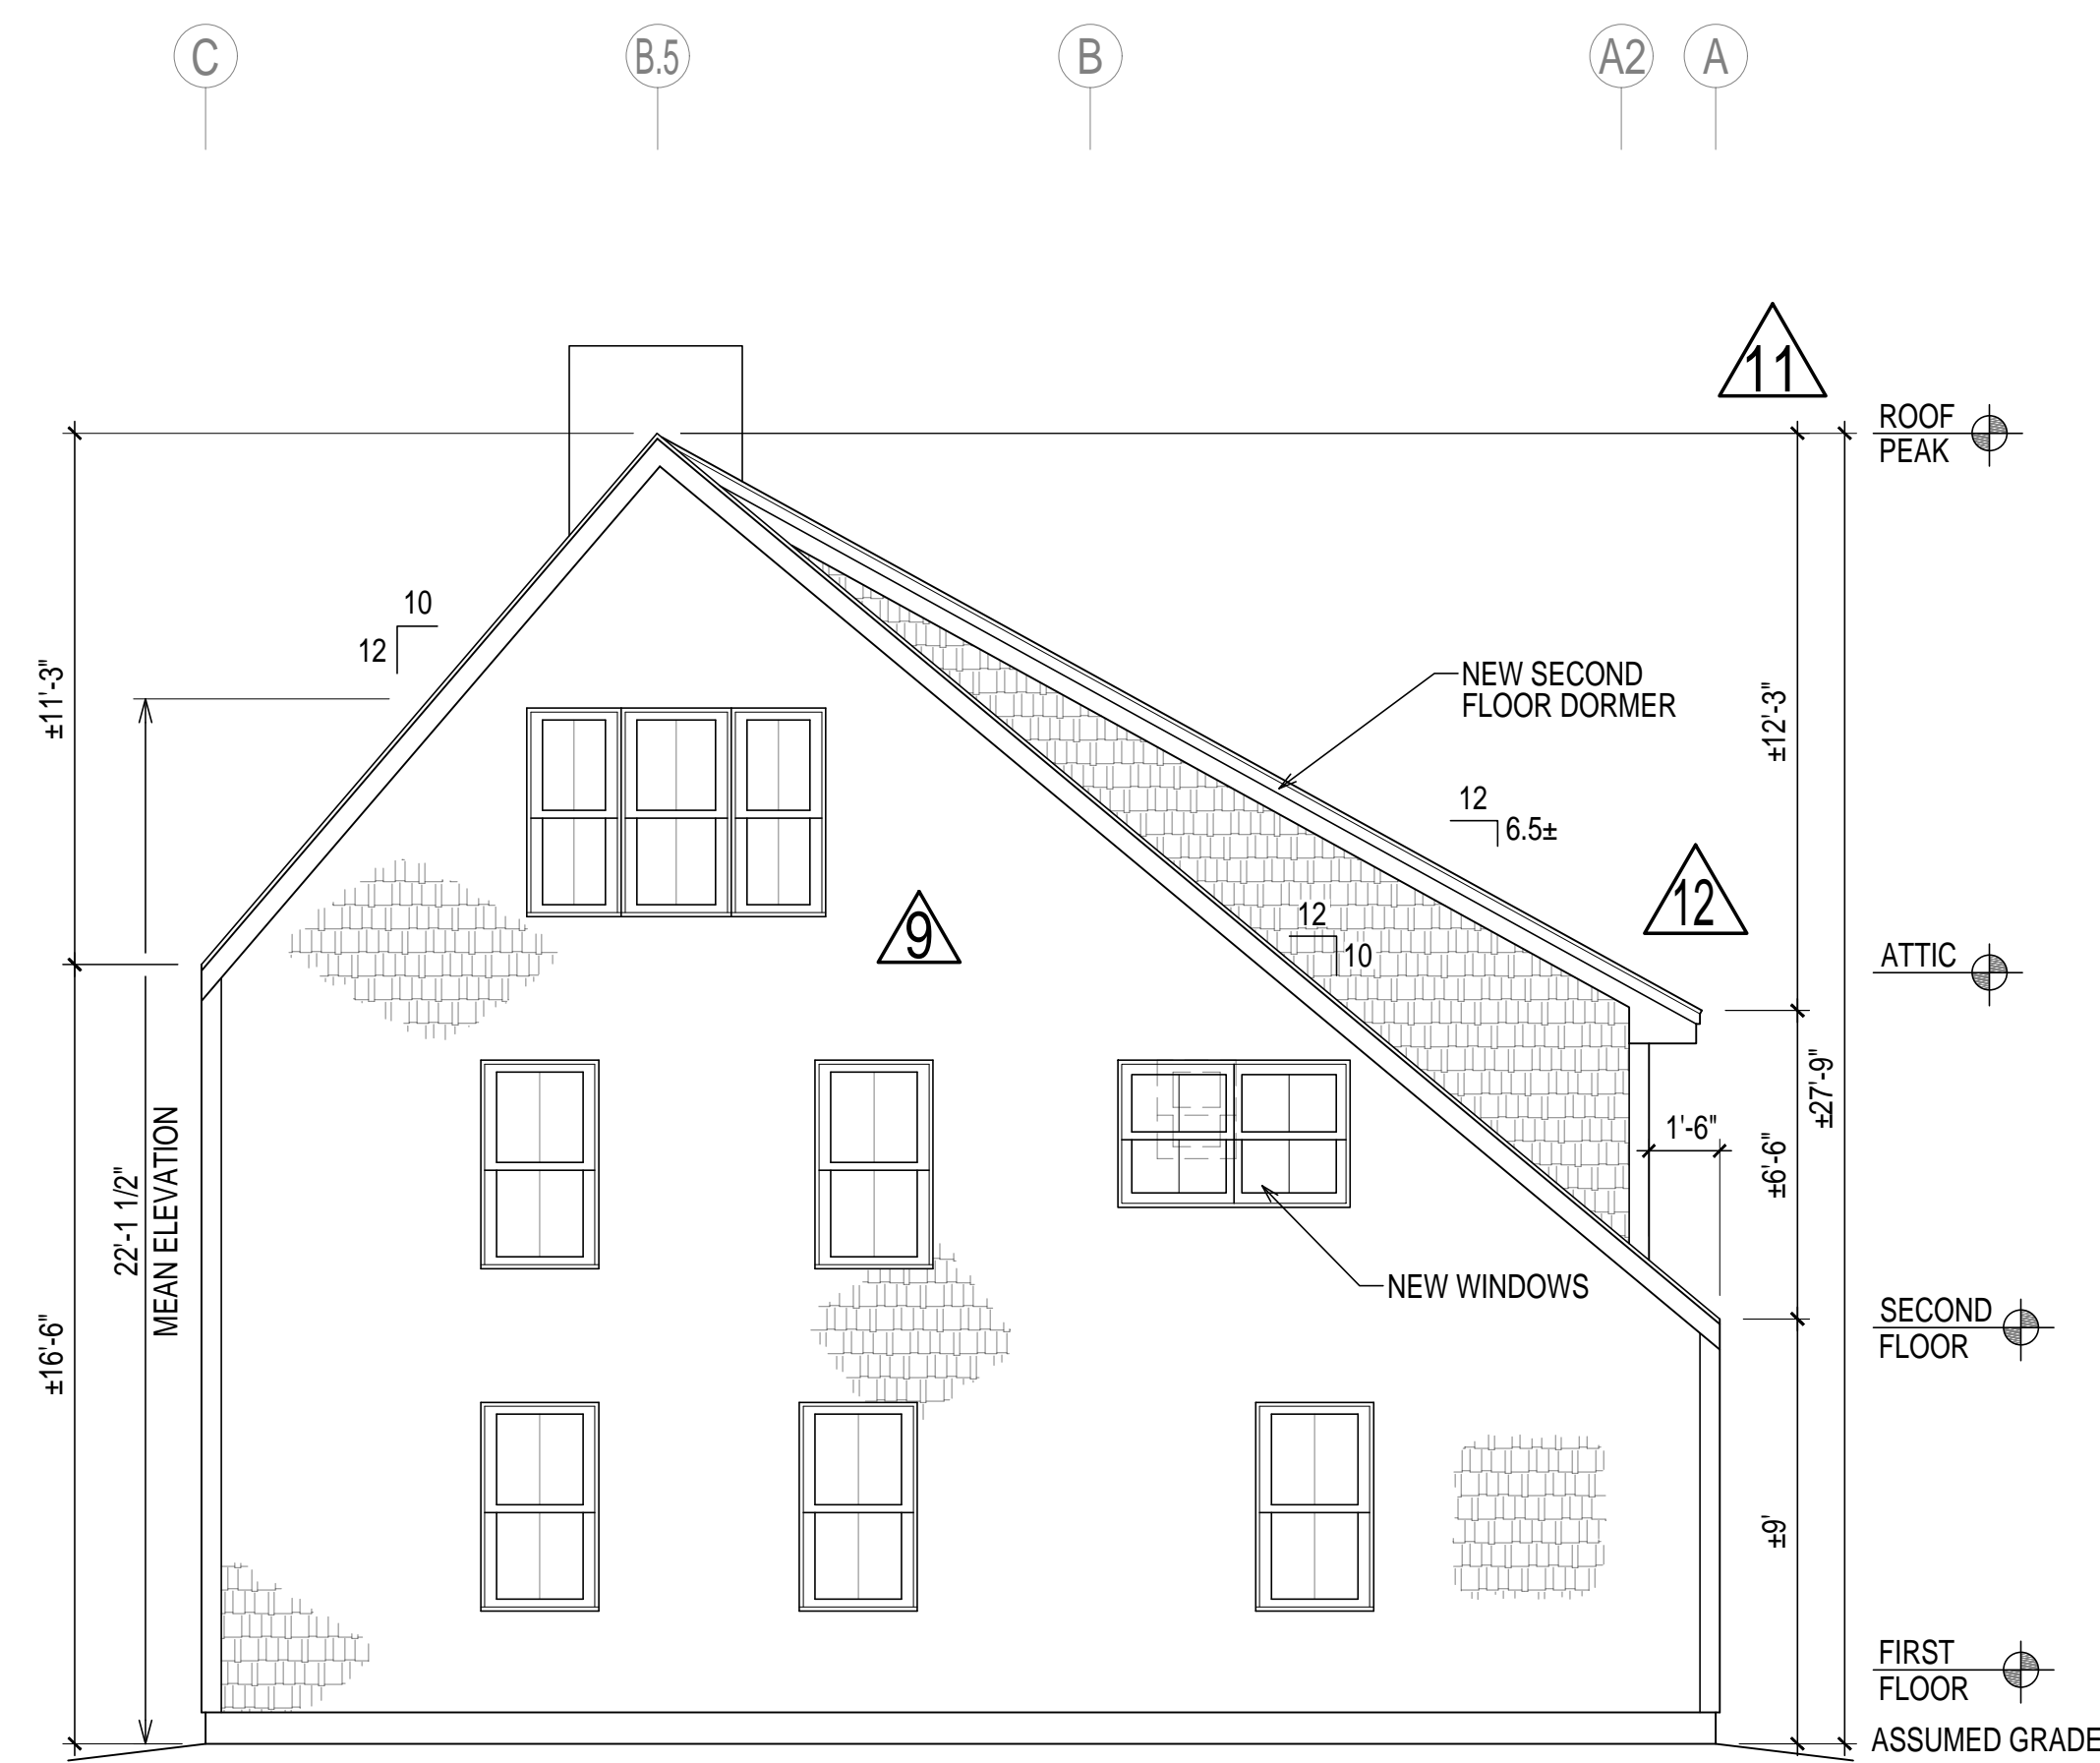 C
B.5
B
A2
A
11
ROOF
PEAK
10
12
±11'-3"
NEW SECOND
FLOOR DORMER
±12'-3"
12
6.5±
12
9
12
10
ATTIC
±27'-9"
22'-1 1/2"
MEAN ELEVATION
1'-6"
±6'-6"
NEW WINDOWS
SECOND
FLOOR
±16'-6"
±9'
FIRST
FLOOR
ASSUMED GRADE